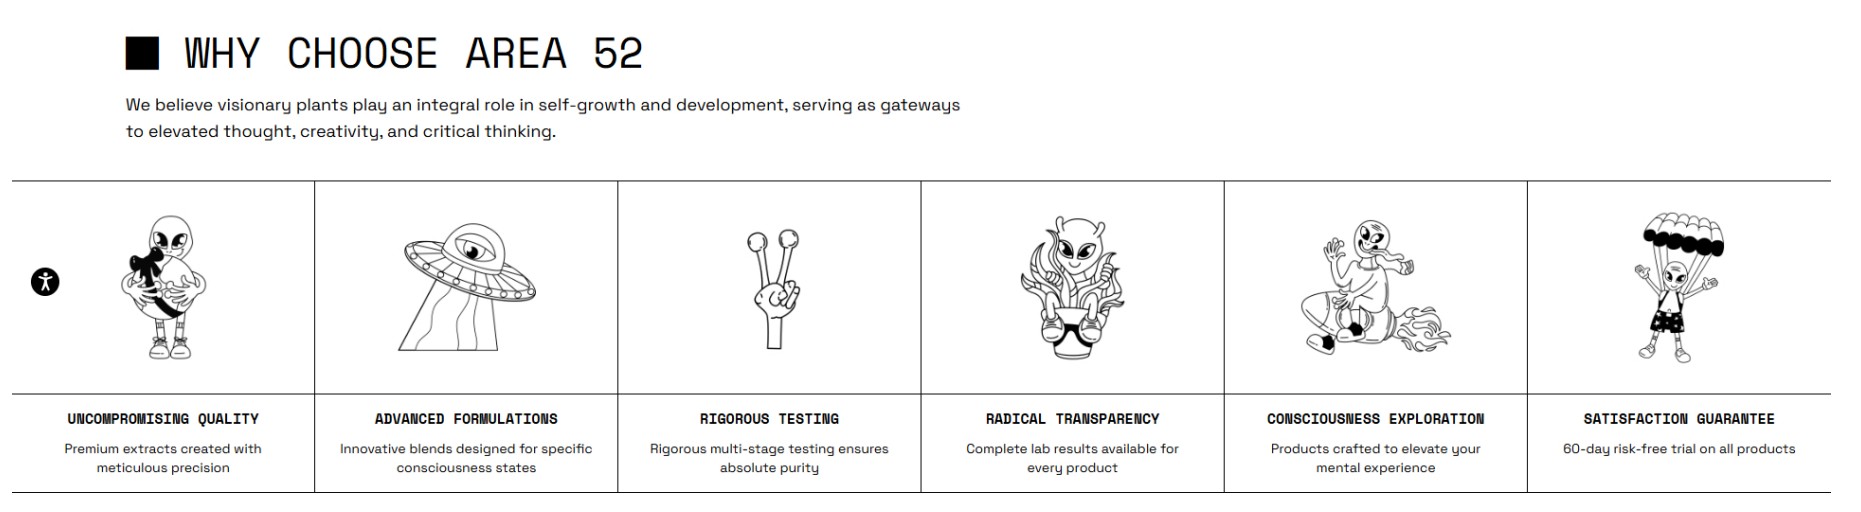 WHY CHOOSE AREA 52
We believe visionary plants play an integral role in self-growth and development, serving as gateways
to elevated thought, creativity, and critical thinking.
UNCOMPROMISING QUALITY
Premium extracts created with
meticulous precision
ADVANCED FORMULATIONS
Innovative blends designed for specific
consciousness states
RIGOROUS TESTING
Rigorous multi-stage testing ensures
absolute purity
RADICAL TRANSPARENCY
Complete lab results available for
every product
CONSCIOUSNESS EXPLORATION
Products crafted to elevate your
mental experience
SATISFACTION GUARANTEE
60-day risk-free trial on all products